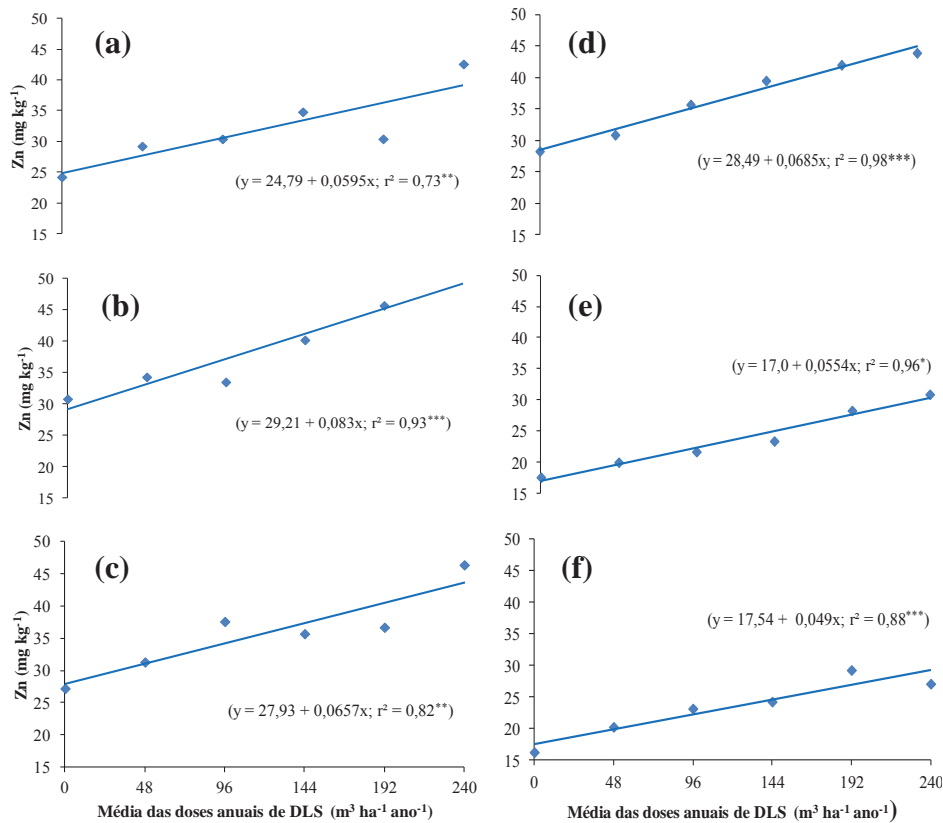 (a)
50
45
40
35
30
25
20
15
Zn (mg kg-1)
(y = 24,79 + 0,0595x; r² = 0,73**)
(d)
50
45
40
35
30
25
20
15
(y = 28,49 + 0,0685x; r² = 0,98***)
(b)
50
45
40
35
30
25
20
15
Zn (mg kg-1)
(y = 29,21 + 0,083x; r² = 0,93***)
(e)
50
45
40
35
30
25
20
15
(y = 17,0 + 0,0554x; r² = 0,96*)
(c)
50
45
40
35
30
25
20
15
Zn (mg kg-1)
(y = 27,93 + 0,0657x; r² = 0,82**)
0 48 96 144 192 240
Média das doses anuais de DLS (m³ ha-1 ano-1)
(f)
50
45
40
35
30
25
20
15
(y = 17,54 + 0,049x; r² = 0,88***)
0 48 96 144 192 240
Média das doses anuais de DLS (m³ ha-1 ano-1)